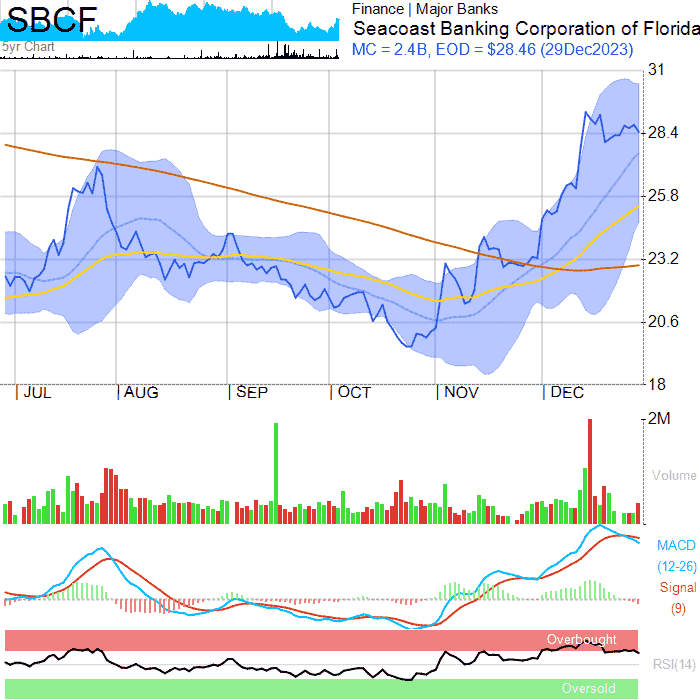 SBCF
5yr Chart
Finance | Major Banks
Seacoast Banking Corporation of Florida
MC = 2.4B, EOD = $28.46 (29Dec2023)
31
28.4
25.8
23.2
20.6
18
|JUL |AUG |SEP |OCT |NOV |DEC
2M
Volume
MACD
(12-26)
Signal
(9)
Overbought
RSI(14)
Oversold